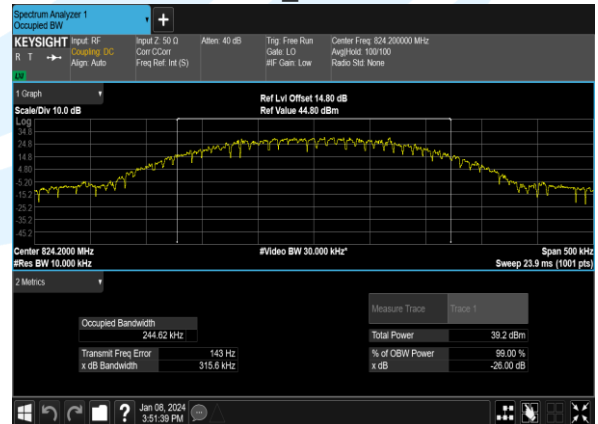 Spectrum Analyzer 1
Occupied BW
+
KEYSIGHT Input: RF Input Z: 50 Ω Atten: 40 dB Trig: Free Run Center Freq: 824.200000 MHz
R T Coupling: DC Corr CCorr Gate: LO Avg|Hold: 100/100
Align: Auto Freq Ref: Int (S) #IF Gain: Low Radio Std: None
LW
1 Graph
Ref Lvl Offset 14.80 dB
Scale/Div 10.0 dB Ref Value 44.80 dBm
Log
34.8
24.8
14.8
4.80
-5.20
-15.2
-25.2
-35.2
-45.2
Center 824.2000 MHz #Video BW 30.000 kHz* Span 500 kHz
#Res BW 10.000 kHz Sweep 23.9 ms (1001 pts)
2 Metrics
Measure Trace Trace 1
Occupied Bandwidth
244.62 kHz Total Power 39.2 dBm
Transmit Freq Error 143 Hz % of OBW Power 99.00 %
x dB Bandwidth 315.6 kHz x dB -26.00 dB
? Jan 08, 2024
3:51:39 PM